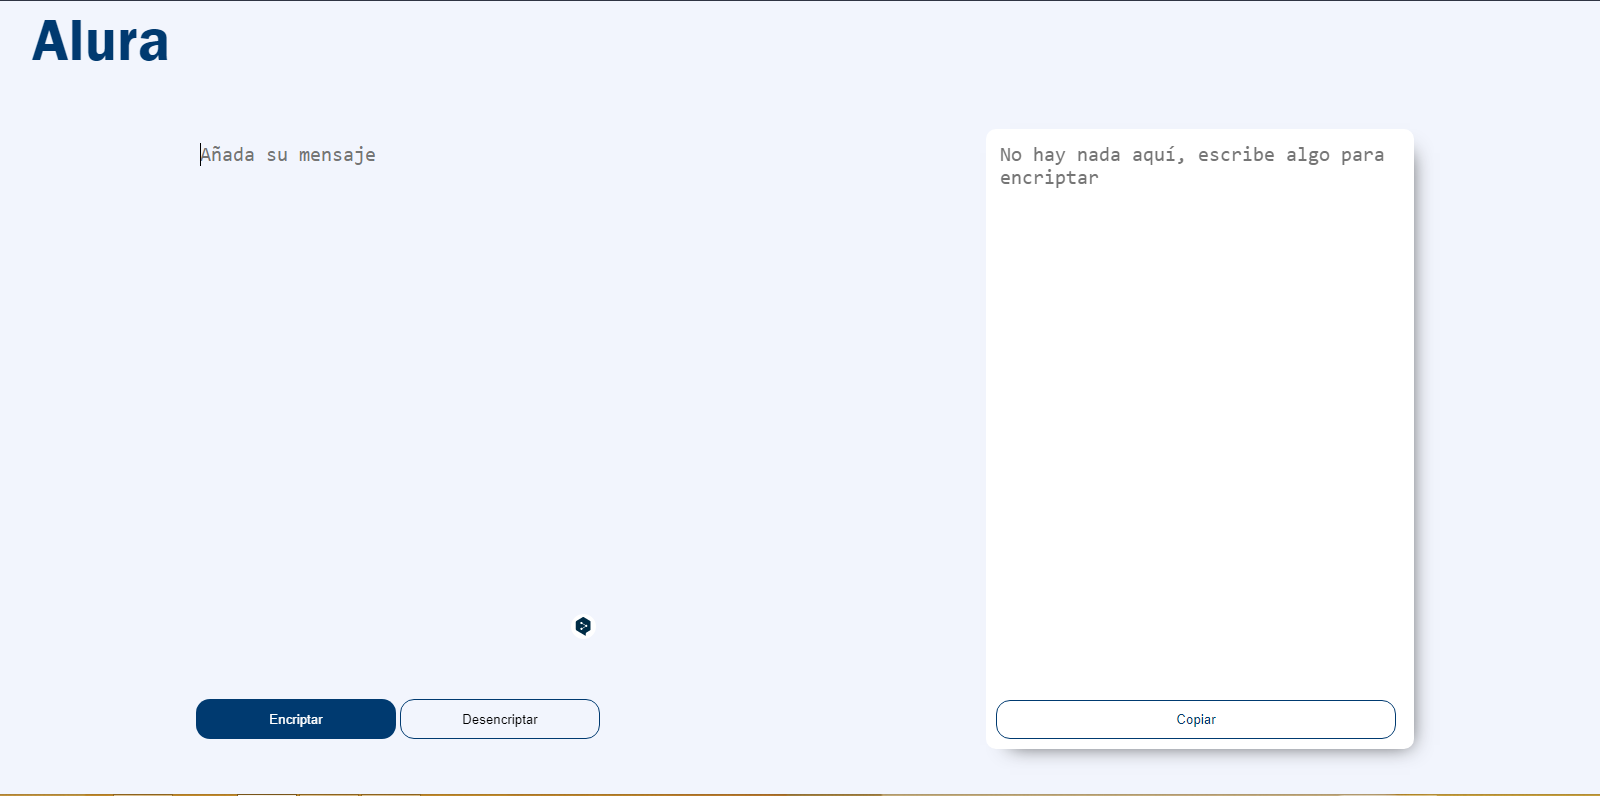 Alura
Añada su mensaje
No hay nada aquí, escribe algo para
encriptar
Encriptar
Desencriptar
Copiar